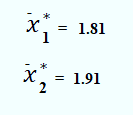 x̄₁* = 1.81
x̄₂* = 1.91